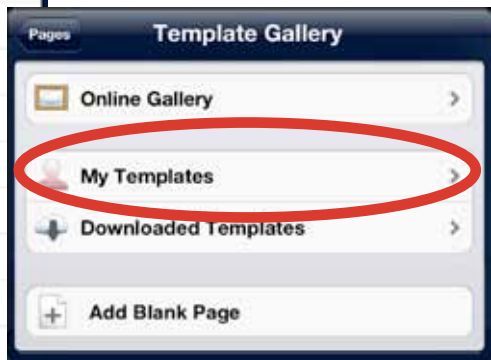 Pages Template Gallery
Online Gallery
My Templates
Downloaded Templates
Add Blank Page